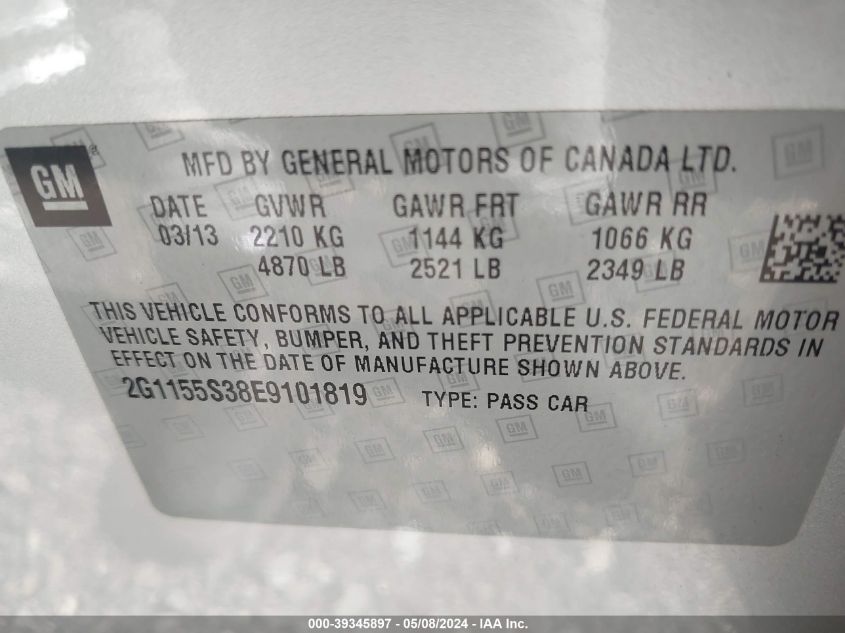 GM
MFD BY GENERAL MOTORS OF CANADA LTD.
DATE GVWR GAWR FRT GAWR RR
03/13 2210 KG 1144 KG 1066 KG
4870 LB 2521 LB 2349 LB
THIS VEHICLE CONFORMS TO ALL APPLICABLE U.S. FEDERAL MOTOR
VEHICLE SAFETY, BUMPER, AND THEFT PREVENTION STANDARDS IN
EFFECT ON THE DATE OF MANUFACTURE SHOWN ABOVE.
2G1155S38E9101819 TYPE: PASS CAR
000-39345897 - 05/08/2024 - IAA Inc.